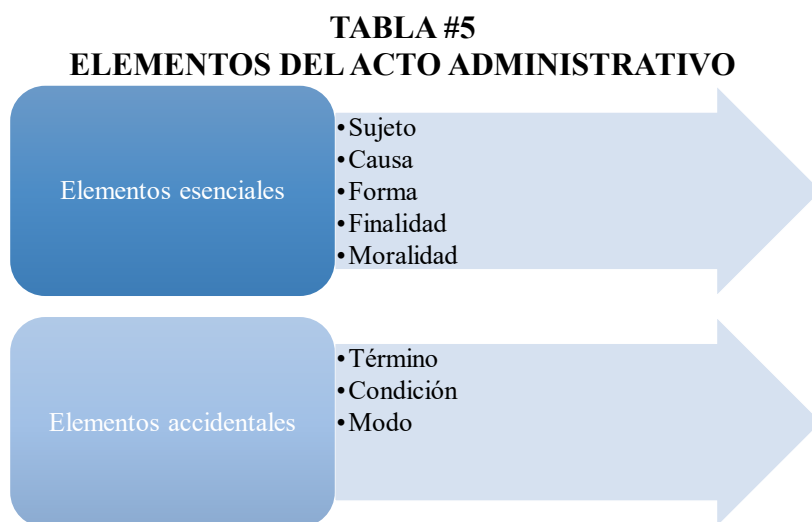 TABLA #5
ELEMENTOS DEL ACTO ADMINISTRATIVO
Elementos esenciales
•Sujeto
•Causa
•Forma
•Finalidad
•Moralidad
Elementos accidentales
•Término
•Condición
•Modo